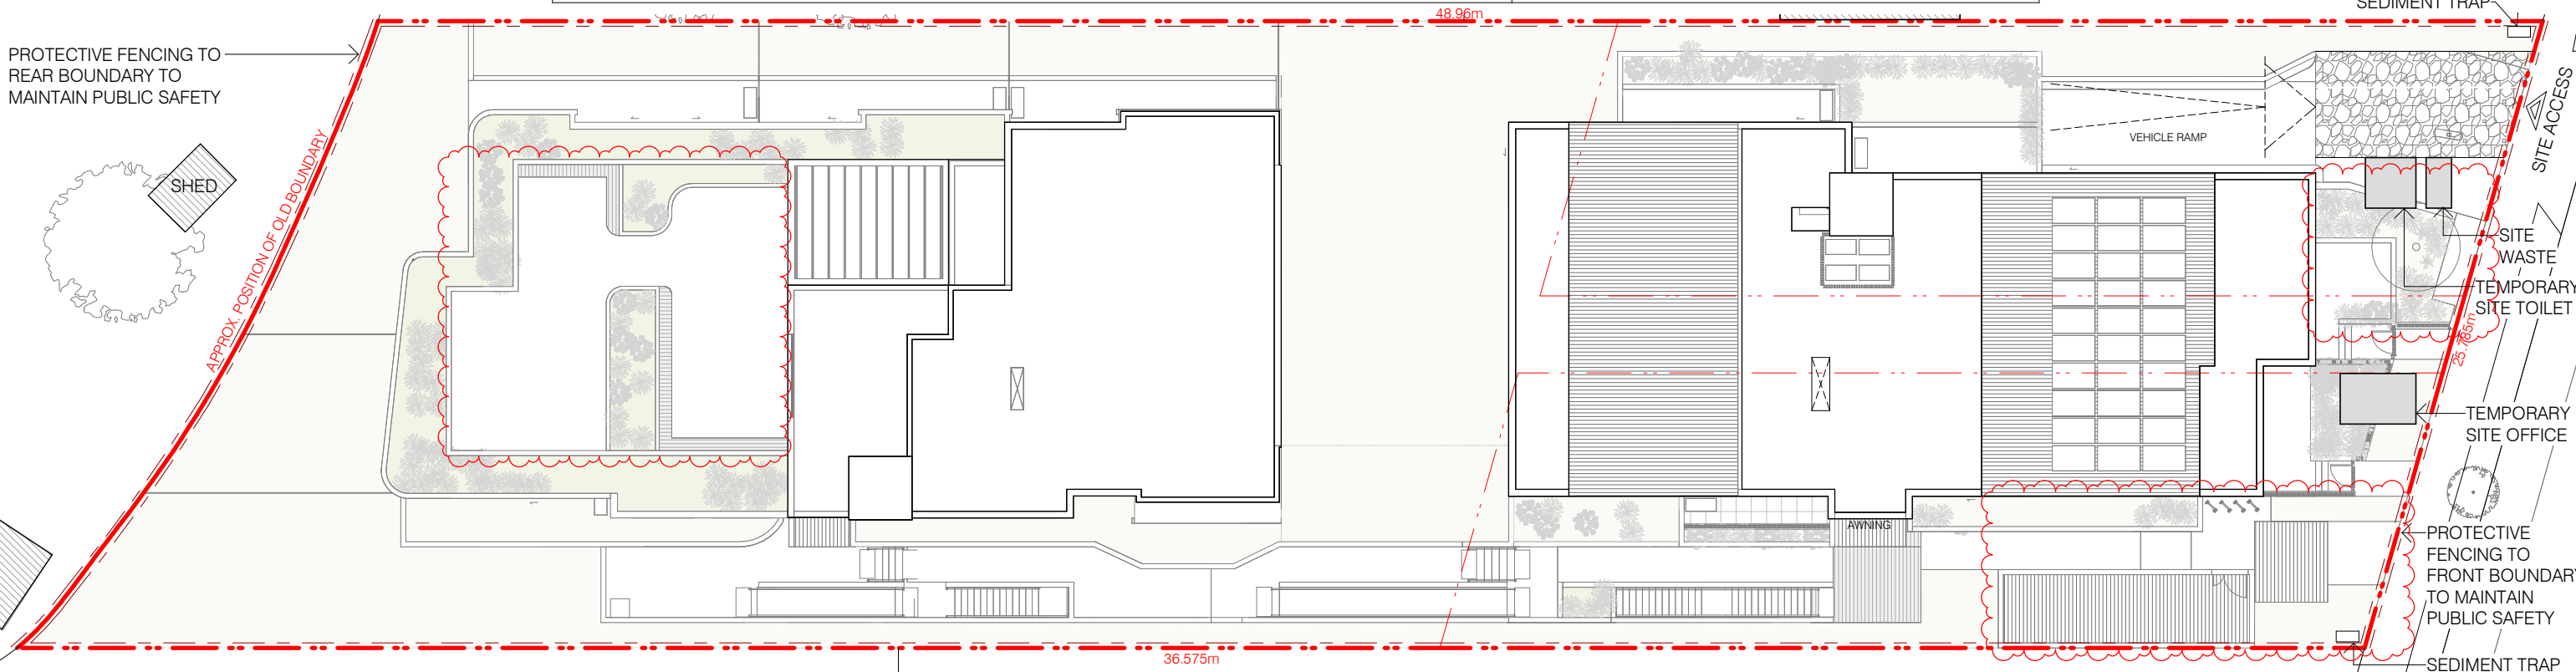 SEDIMENT TRAP
48.96m
PROTECTIVE FENCING TO
REAR BOUNDARY TO
MAINTAIN PUBLIC SAFETY
SITE ACCESS
VEHICLE RAMP
SHED
APPROX. POSITION OF OLD BOUNDARY
SITE
WASTE
TEMPORARY
SITE TOILET
TEMPORARY
SITE OFFICE
AWNING
PROTECTIVE
FENCING TO
FRONT BOUNDARY
TO MAINTAIN
PUBLIC SAFETY
36.575m
SEDIMENT TRAP